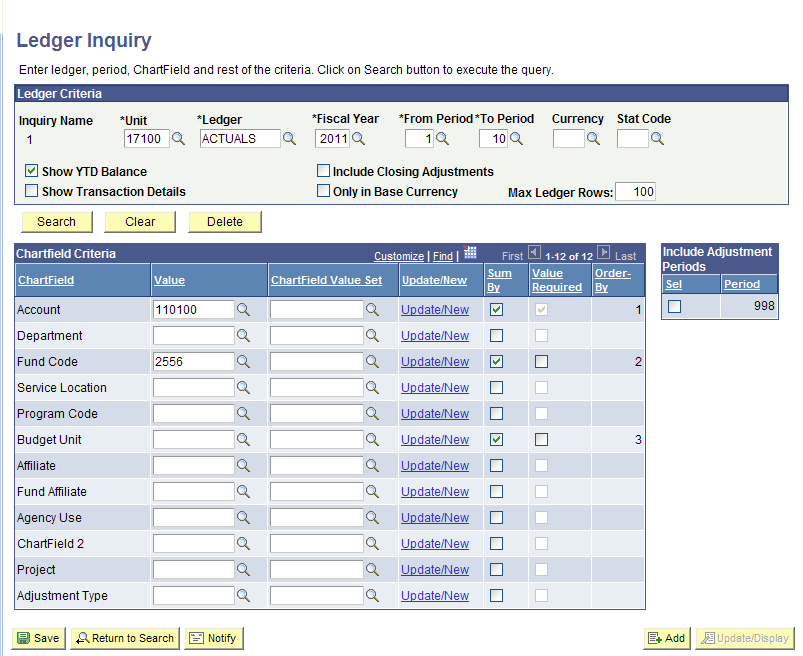 Ledger Inquiry
Enter ledger, period, ChartField and rest of the criteria. Click on Search button to execute the query.
Ledger Criteria
Inquiry Name *Unit *Ledger *Fiscal Year *From Period *To Period Currency Stat Code
1 17100 ACTUALS 2011 1 10
Show YTD Balance Include Closing Adjustments
Show Transaction Details Only in Base Currency Max Ledger Rows: 100
Search Clear Delete
Chartfield Criteria Customize | Find | First 1-12 of 12 Last
ChartField Value ChartField Value Set Update/New Sum By Value Required Order-By
Account 110100 Update/New 1
Department Update/New
Fund Code 2556 Update/New 2
Service Location Update/New
Program Code Update/New
Budget Unit Update/New 3
Affiliate Update/New
Fund Affiliate Update/New
Agency Use Update/New
ChartField 2 Update/New
Project Update/New
Adjustment Type Update/New
Include Adjustment Periods
Sel Period
998
Save Return to Search Notify Add Update/Display